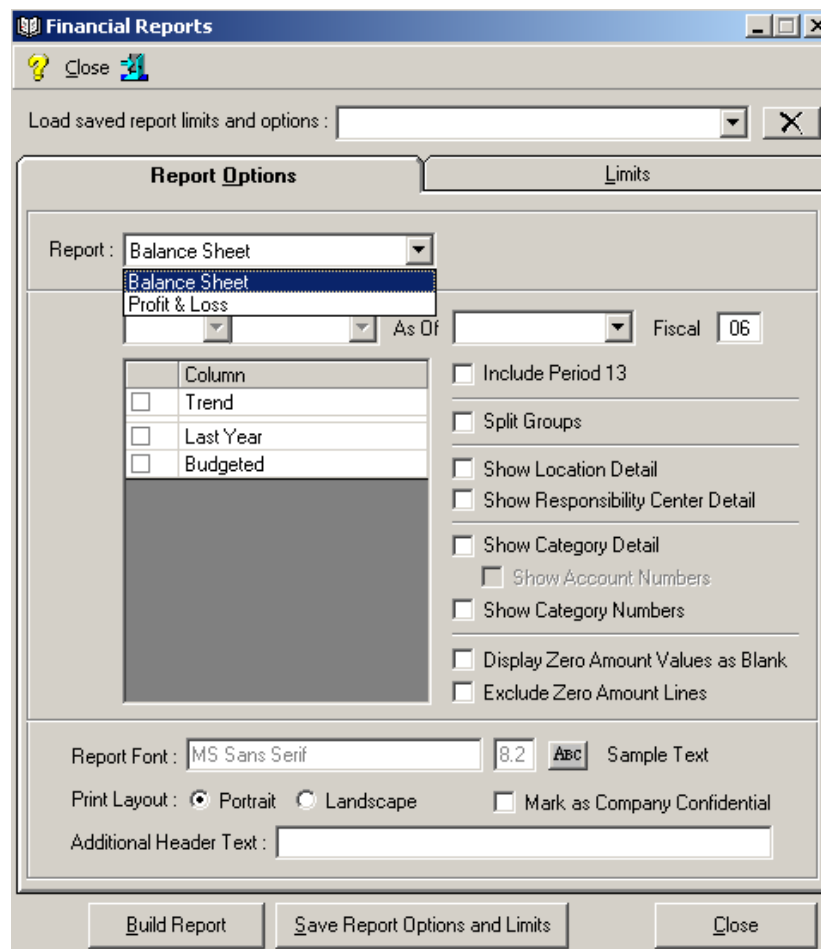 Financial Reports
Close
Load saved report limits and options :
Report Options
Limits
Report : Balance Sheet
Balance Sheet
Profit & Loss
As Of
Fiscal 06
Column
Trend
Last Year
Budgeted
Include Period 13
Split Groups
Show Location Detail
Show Responsibility Center Detail
Show Category Detail
Show Account Numbers
Show Category Numbers
Display Zero Amount Values as Blank
Exclude Zero Amount Lines
Report Font : MS Sans Serif 8.2 ABC Sample Text
Print Layout : Portrait Landscape Mark as Company Confidential
Additional Header Text :
Build Report Save Report Options and Limits Close